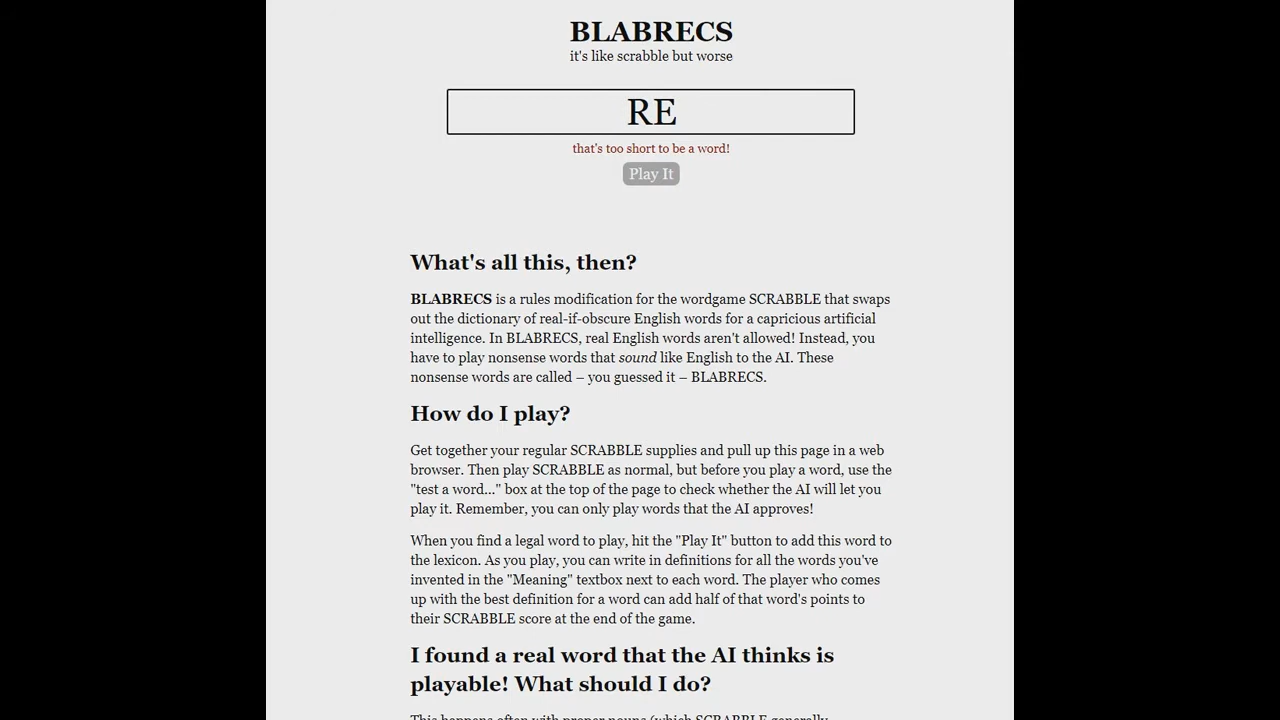 BLABRECS
it's like scrabble but worse
RE
that's too short to be a word!
Play It
What's all this, then?
BLABRECS is a rules modification for the wordgame SCRABBLE that swaps
out the dictionary of real-if-obscure English words for a capricious artificial
intelligence. In BLABRECS, real English words aren't allowed! Instead, you
have to play nonsense words that sound like English to the AI. These
nonsense words are called – you guessed it – BLABRECS.
How do I play?
Get together your regular SCRABBLE supplies and pull up this page in a web
browser. Then play SCRABBLE as normal, but before you play a word, use the
"test a word..." box at the top of the page to check whether the AI will let you
play it. Remember, you can only play words that the AI approves!
When you find a legal word to play, hit the "Play It" button to add this word to
the lexicon. As you play, you can write in definitions for all the words you've
invented in the "Meaning" textbox next to each word. The player who comes
up with the best definition for a word can add half of that word's points to
their SCRABBLE score at the end of the game.
I found a real word that the AI thinks is
playable! What should I do?
This happens often with proper nouns (which SCRABBLE generally